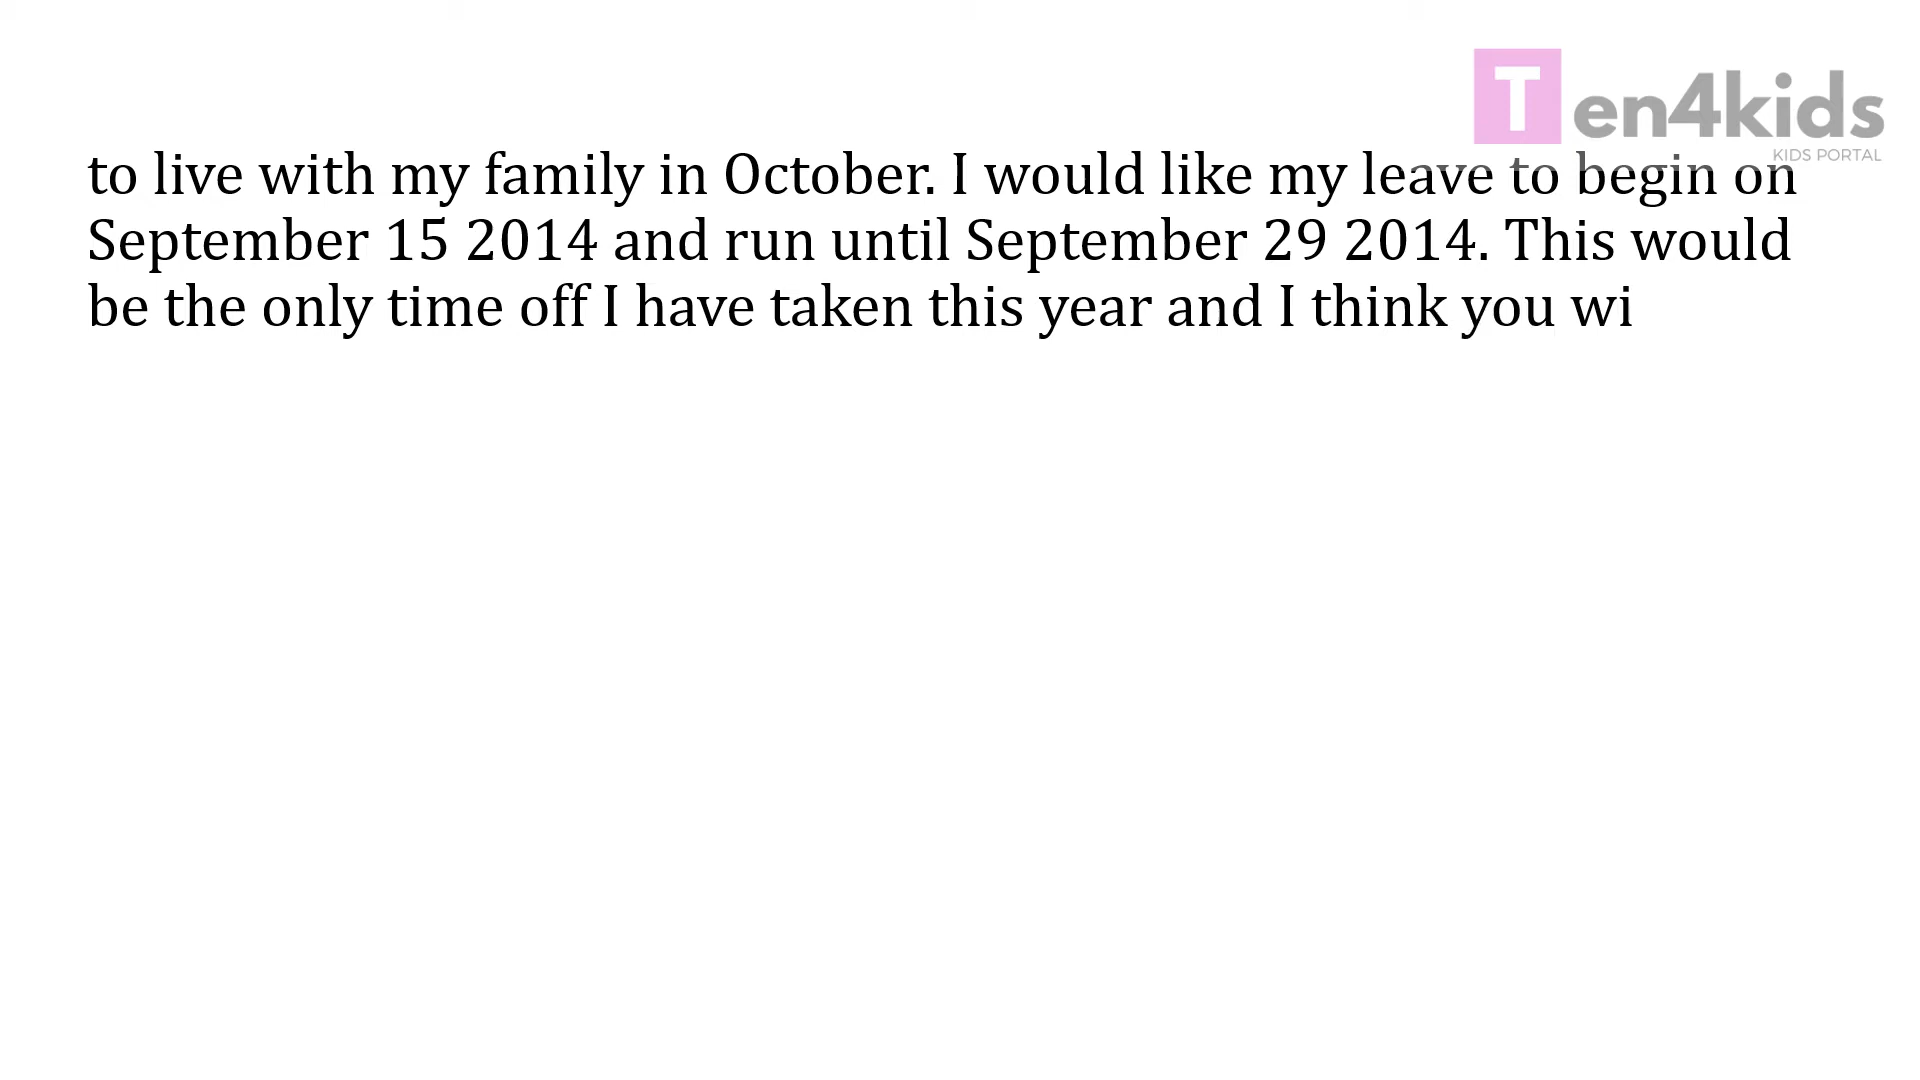 Ten4kids
KIDS PORTAL
to live with my family in October. I would like my leave to begin on
September 15 2014 and run until September 29 2014. This would
be the only time off I have taken this year and I think you wi